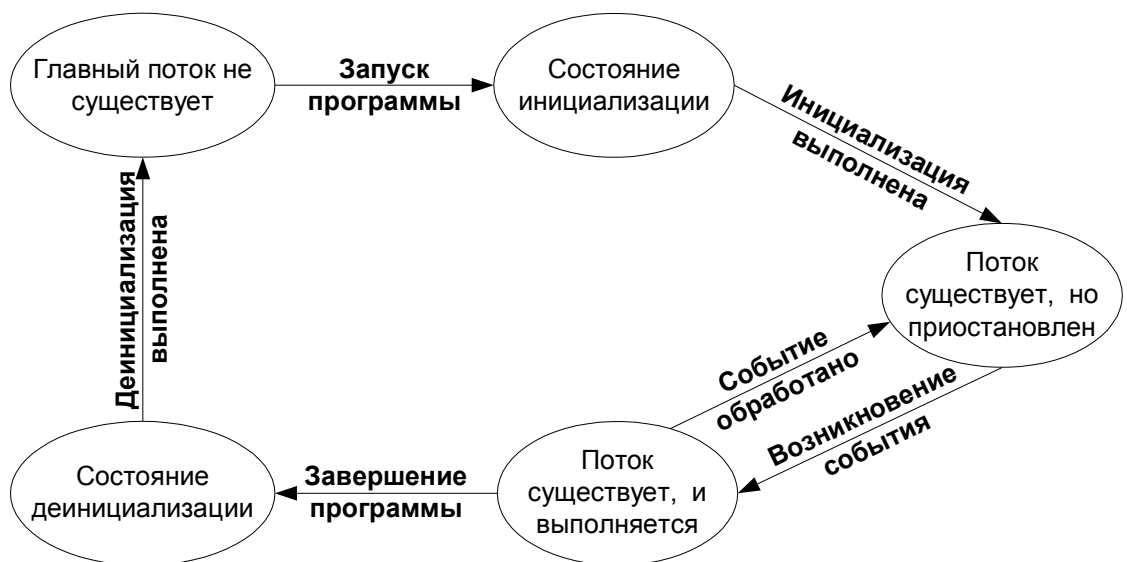 Главный поток не
существует
Запуск
программы
Состояние
инициализации
Инициализация
выполнена
Поток
существует, но
приостановлен
Событие
обработано
Возникновение
события
Поток
существует, и
выполняется
Завершение
программы
Состояние
деинициализации
Деинициализация
выполнена